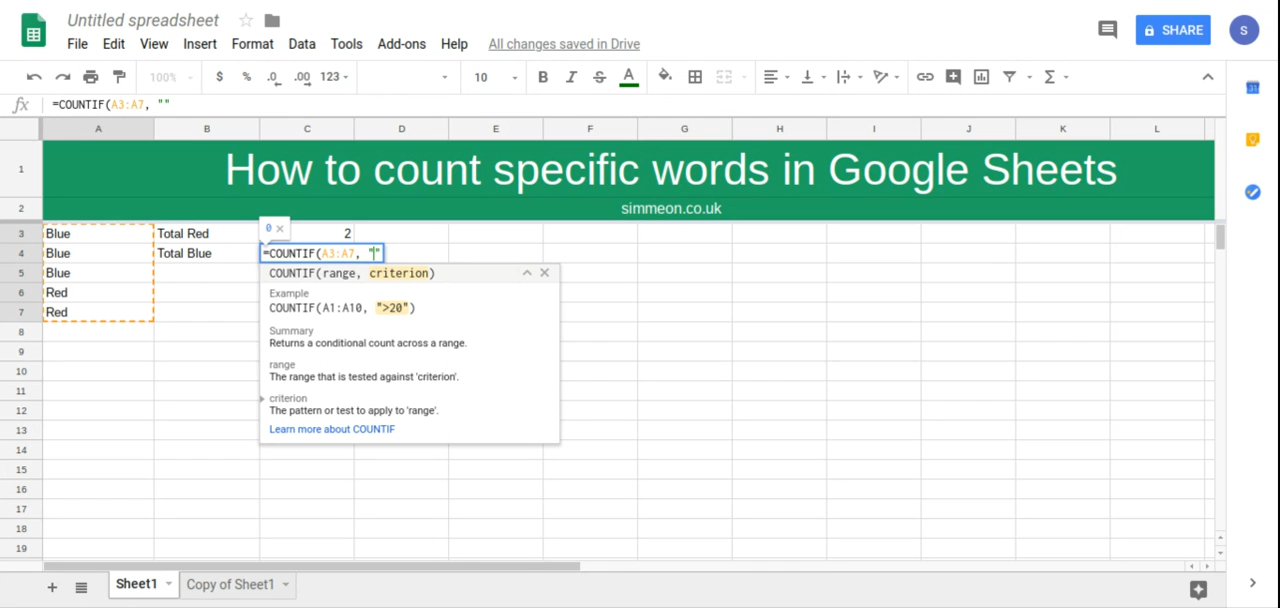 Untitled spreadsheet
File Edit View Insert Format Data Tools Add-ons Help All changes saved in Drive
SHARE S
100% $ % .0 .00 123 10 B I S A
fx =COUNTIF(A3:A7, ""
A B C D E F G H I J K L
1 How to count specific words in Google Sheets
2 simmeon.co.uk
0 ×
3 Blue Total Red 2
4 Blue Total Blue =COUNTIF(A3:A7, ""
5 Blue
6 Red
7 Red
COUNTIF(range, criterion)
Example
COUNTIF(A1:A10, ">20")
Summary
Returns a conditional count across a range.
range
The range that is tested against 'criterion'.
criterion
The pattern or test to apply to 'range'.
Learn more about COUNTIF
8
9
10
11
12
13
14
15
16
17
18
19
Sheet1 Copy of Sheet1
31